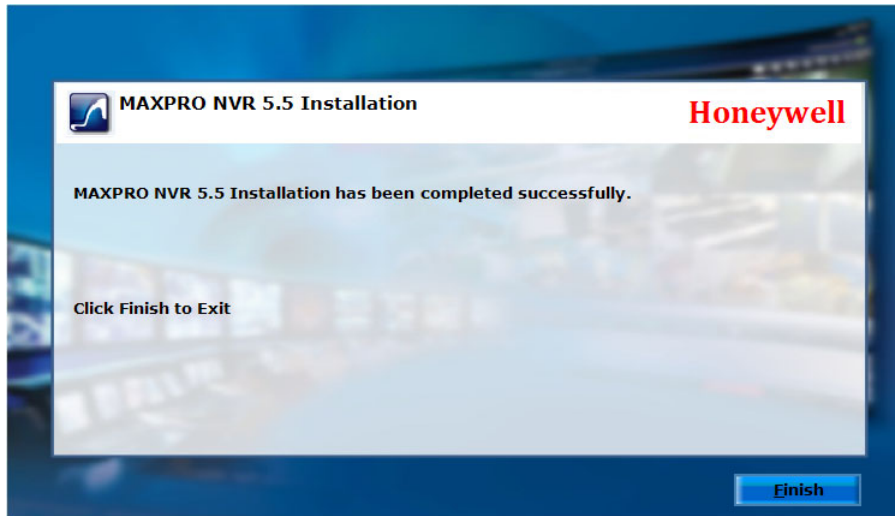 MAXPRO NVR 5.5 Installation
Honeywell
MAXPRO NVR 5.5 Installation has been completed successfully.
Click Finish to Exit
Finish